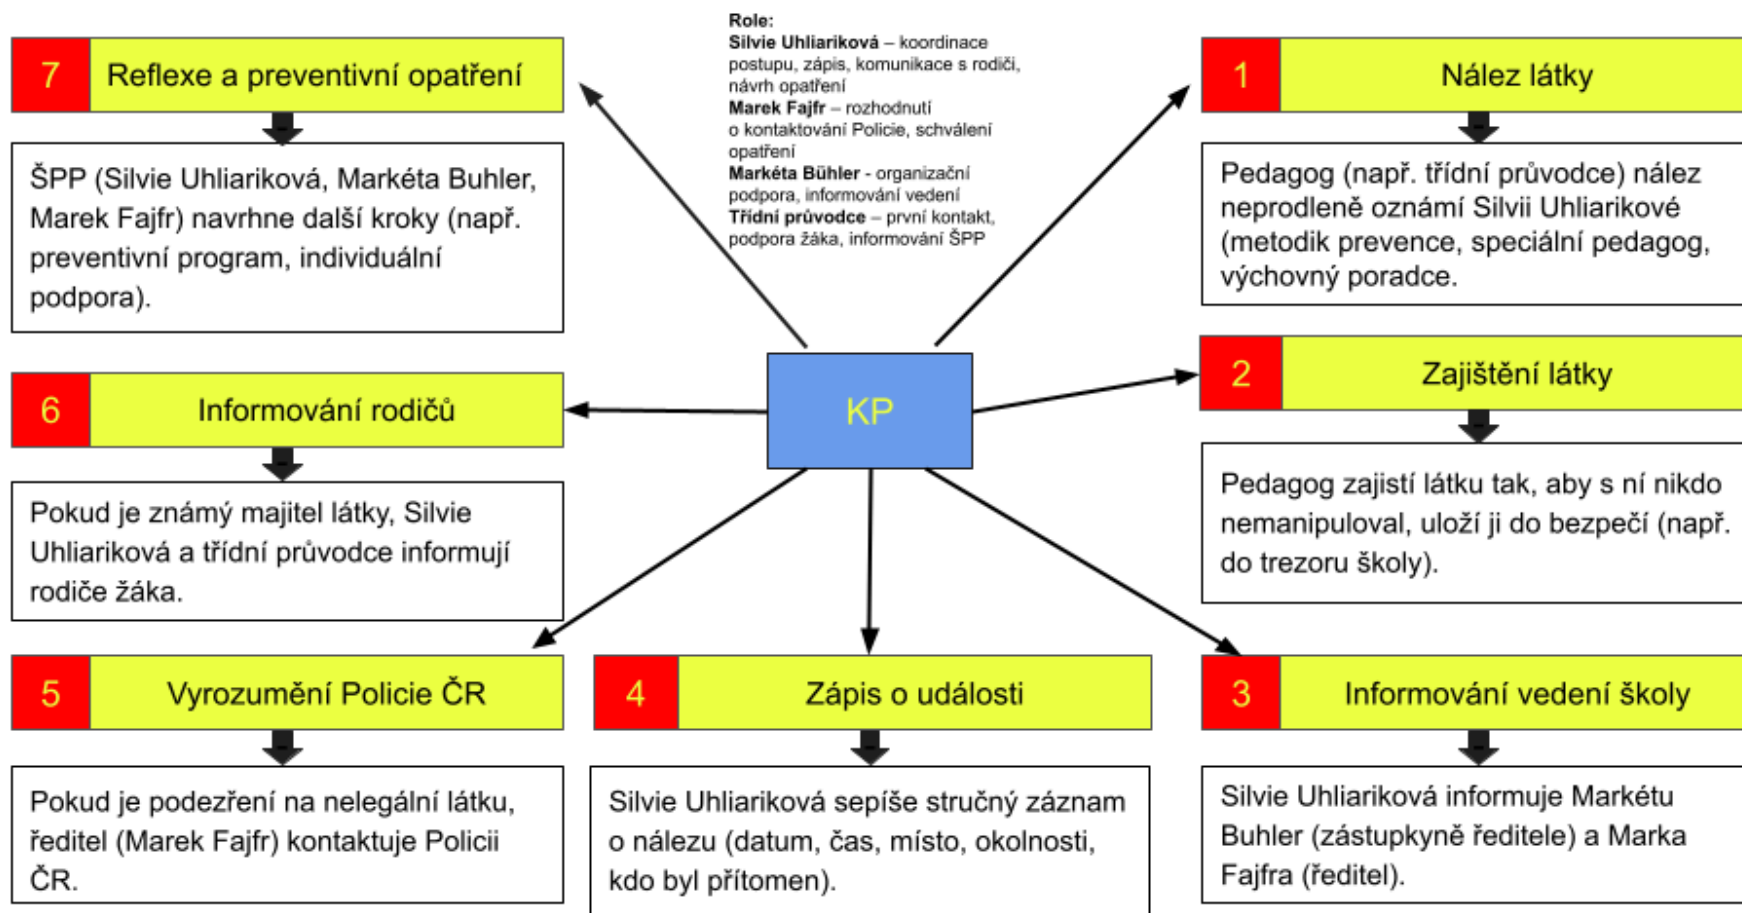 Role:
Silvie Uhliariková – koordinace
postupu, zápis, komunikace s rodiči,
návrh opatření
Marek Fajfr – rozhodnutí
o kontaktování Policie, schválení
opatření
Markéta Bühler - organizační
podpora, informování vedení
Třídní průvodce – první kontakt,
podpora žáka, informování ŠPP
KP
1 Nález látky
Pedagog (např. třídní průvodce) nález
neprodleně oznámí Silvii Uhliarikové
(metodik prevence, speciální pedagog,
výchovný poradce.
2 Zajištění látky
Pedagog zajistí látku tak, aby s ní nikdo
nemanipuloval, uloží ji do bezpečí (např.
do trezoru školy).
3 Informování vedení školy
Silvie Uhliariková informuje Markétu
Buhler (zástupkyně ředitele) a Marka
Fajfra (ředitel).
4 Zápis o události
Silvie Uhliariková sepíše stručný záznam
o nálezu (datum, čas, místo, okolnosti,
kdo byl přítomen).
5 Vyrozumění Policie ČR
Pokud je podezření na nelegální látku,
ředitel (Marek Fajfr) kontaktuje Policii
ČR.
6 Informování rodičů
Pokud je známý majitel látky, Silvie
Uhliariková a třídní průvodce informují
rodiče žáka.
7 Reflexe a preventivní opatření
ŠPP (Silvie Uhliariková, Markéta Buhler,
Marek Fajfr) navrhne další kroky (např.
preventivní program, individuální
podpora).